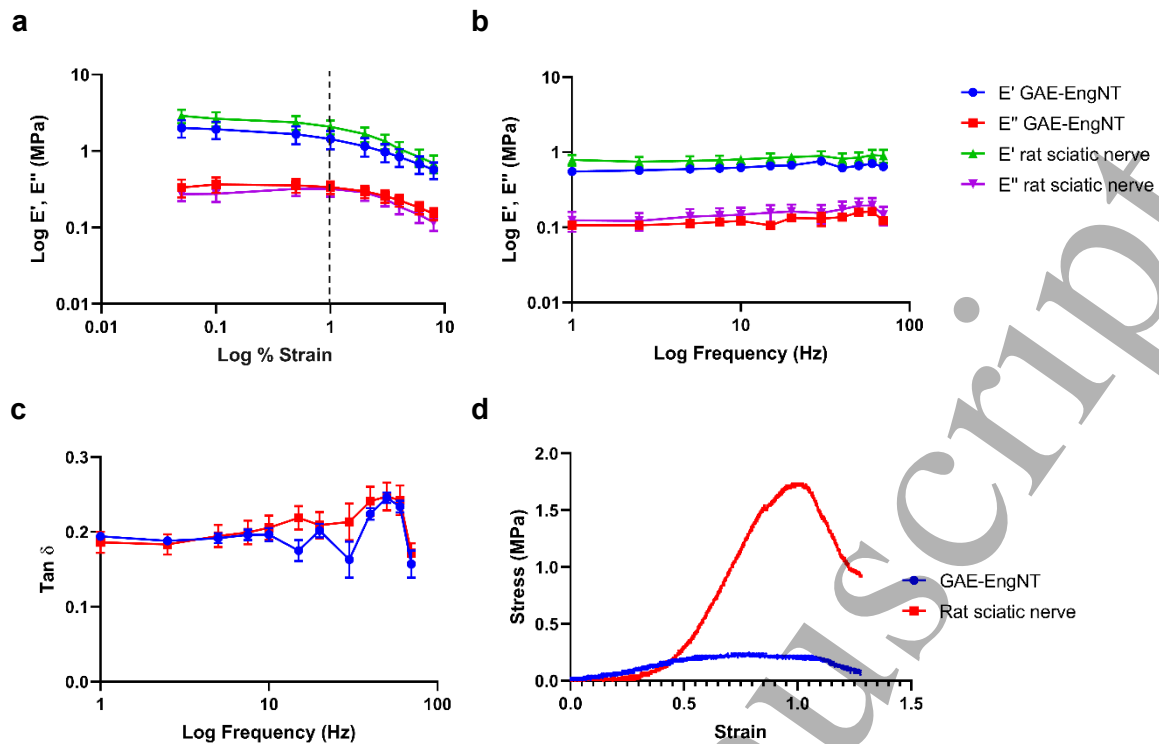 a
10
1
0.1
0.01
0.01
0.1
1
10
Log E', E'' (MPa)
Log % Strain
b
10
1
0.1
0.01
1
10
100
Log E', E'' (MPa)
Log Frequency (Hz)
E' GAE-EngNT
E'' GAE-EngNT
E' rat sciatic nerve
E'' rat sciatic nerve
c
0.3
0.2
0.1
0.0
1
10
100
Tan δ
Log Frequency (Hz)
d
2.0
1.5
1.0
0.5
0.0
0.0
0.5
1.0
1.5
Stress (MPa)
Strain
GAE-EngNT
Rat sciatic nerve
uscript